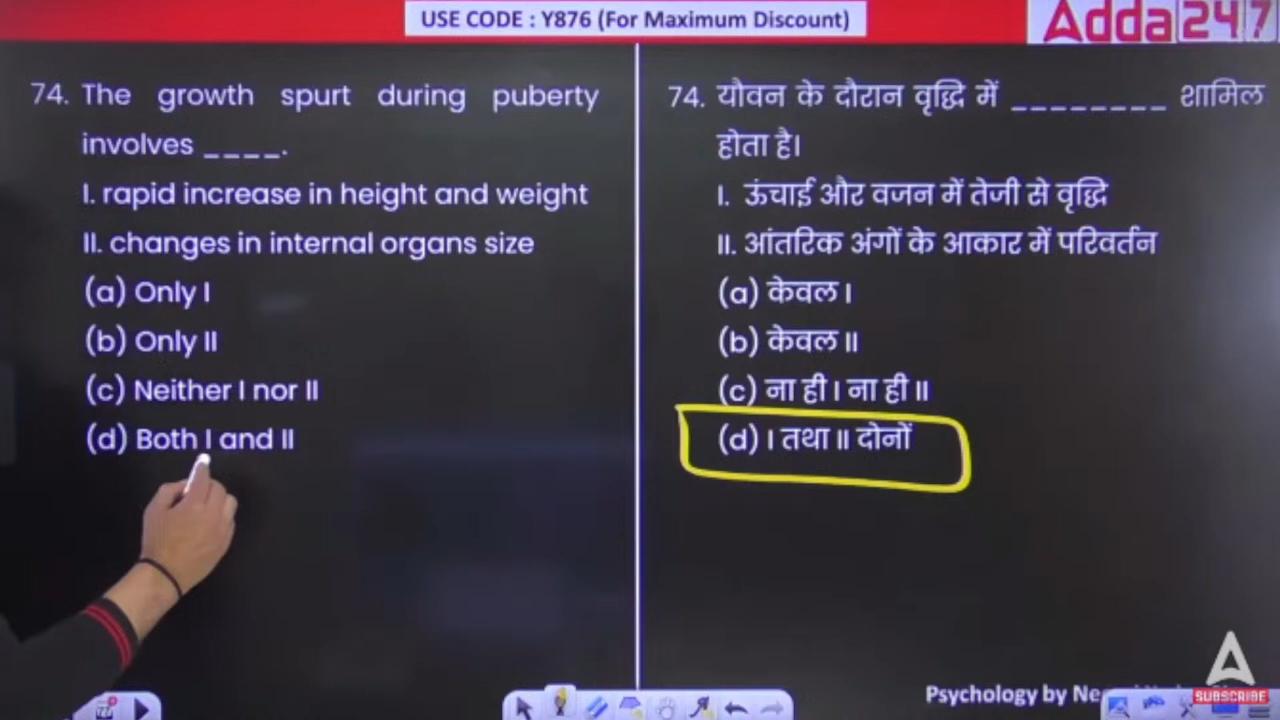 USE CODE : Y876 (For Maximum Discount)
Adda 247
74. The growth spurt during puberty
involves ____.
I. rapid increase in height and weight
II. changes in internal organs size
(a) Only I
(b) Only II
(c) Neither I nor II
(d) Both I and II
74. यौवन के दौरान वृद्धि में ________ शामिल
होता है।
I. ऊंचाई और वजन में तेजी से वृद्धि
II. आंतरिक अंगों के आकार में परिवर्तन
(a) केवल I
(b) केवल II
(c) ना ही I ना ही II
(d) I तथा II दोनों
Psychology by
SUBSCRIBE